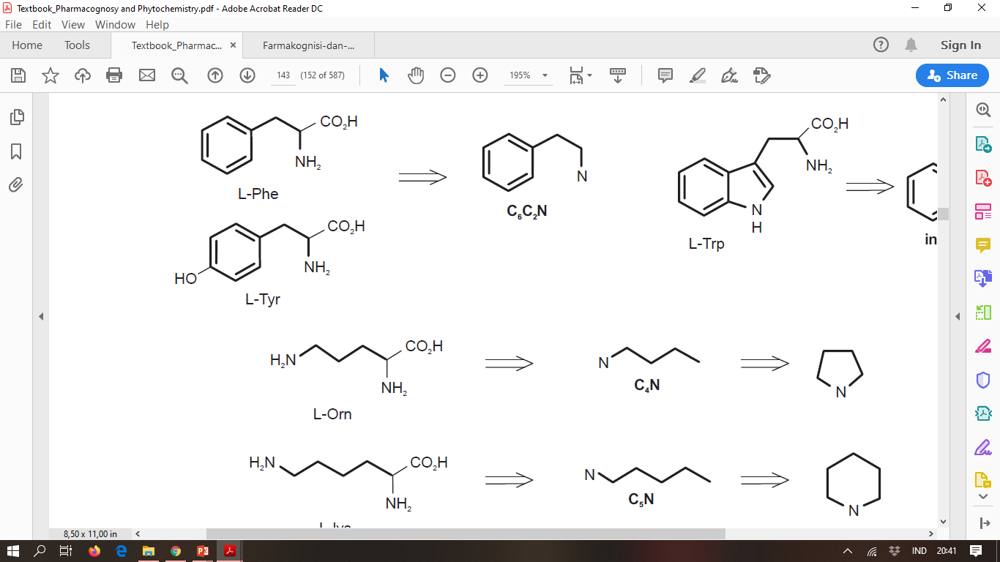 Textbook_Pharmacognosy and Phytochemistry.pdf - Adobe Acrobat Reader DC
File Edit View Window Help
Home Tools Textbook_Pharmac... × Farmakognisi-dan-... Sign In
143 (152 of 587) 195% Share
CO₂H
NH₂
L-Phe
N
C₆C₂N
CO₂H
NH₂
N
H
L-Trp
in
CO₂H
NH₂
HO
L-Tyr
H₂N CO₂H
NH₂
L-Orn
N
C₄N
N
H₂N CO₂H
NH₂
N
C₅N
N
8,50 x 11,00 in
IND 20:41